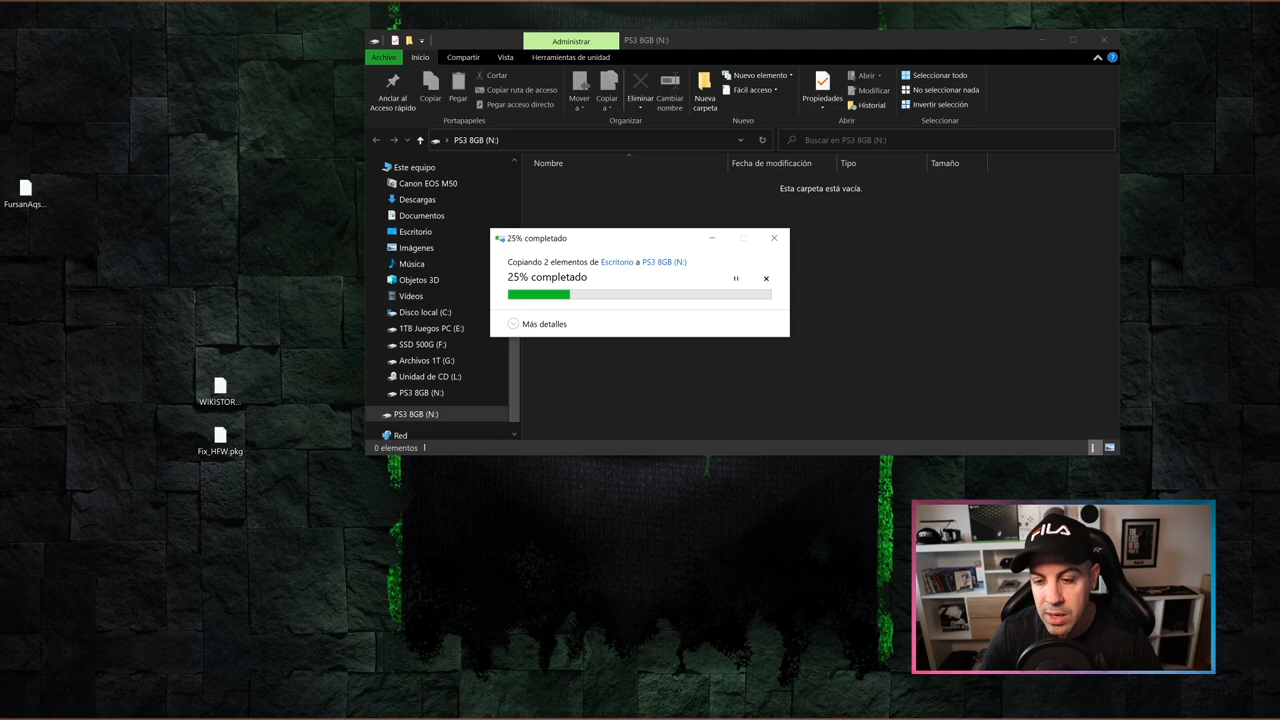 Administrar
PS3 8GB (N:)
Archivo
Inicio
Compartir
Vista
Herramientas de unidad
Anclar al
Acceso rápido
Copiar
Pegar
Cortar
Copiar ruta de acceso
Pegar acceso directo
Portapapeles
Mover
a
Copiar
a
Eliminar
Cambiar
nombre
Organizar
Nueva
carpeta
Nuevo elemento
Fácil acceso
Nuevo
Propiedades
Abrir
Modificar
Historial
Abrir
Seleccionar todo
No seleccionar nada
Invertir selección
Seleccionar
PS3 8GB (N:)
Buscar en PS3 8GB (N:)
Este equipo
Canon EOS M50
Descargas
Documentos
Escritorio
Imágenes
Música
Objetos 3D
Vídeos
Disco local (C:)
1TB Juegos PC (E:)
SSD 500G (F:)
Archivos 1T (G:)
Unidad de CD (L:)
PS3 8GB (N:)
PS3 8GB (N:)
Red
0 elementos
Nombre
Fecha de modificación
Tipo
Tamaño
Esta carpeta está vacía.
25% completado
Copiando 2 elementos de Escritorio a PS3 8GB (N:)
25% completado
Más detalles
FursanAqs...
WIKISTOR...
Fix_HFW.pkg
FILA